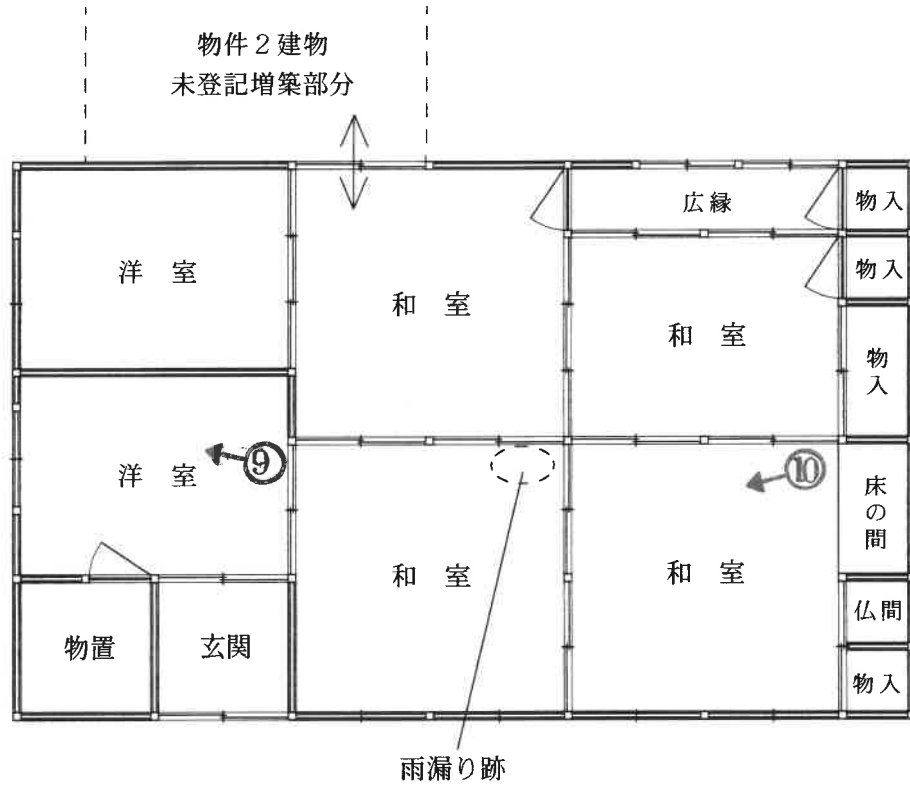 物件２建物
未登記増築部分
広縁
物入
洋室
和室
物入
和室
物入
洋室
⑨
⑩
床の間
和室
和室
仏間
物置
玄関
物入
雨漏り跡